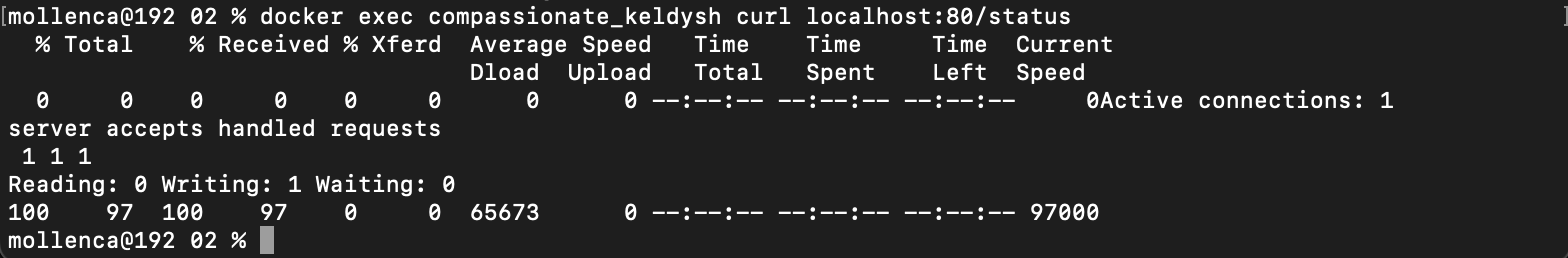 [mollenca@192 02 % docker exec compassionate_keldysh curl localhost:80/status ]
  % Total    % Received % Xferd  Average Speed   Time    Time     Time  Current
                                 Dload  Upload   Total   Spent    Left  Speed
  0     0    0     0    0     0      0      0 --:--:-- --:--:-- --:--:--     0Active connections: 1
server accepts handled requests
 1 1 1
Reading: 0 Writing: 1 Waiting: 0
100    97  100    97    0     0  65673      0 --:--:-- --:--:-- --:--:-- 97000
mollenca@192 02 %